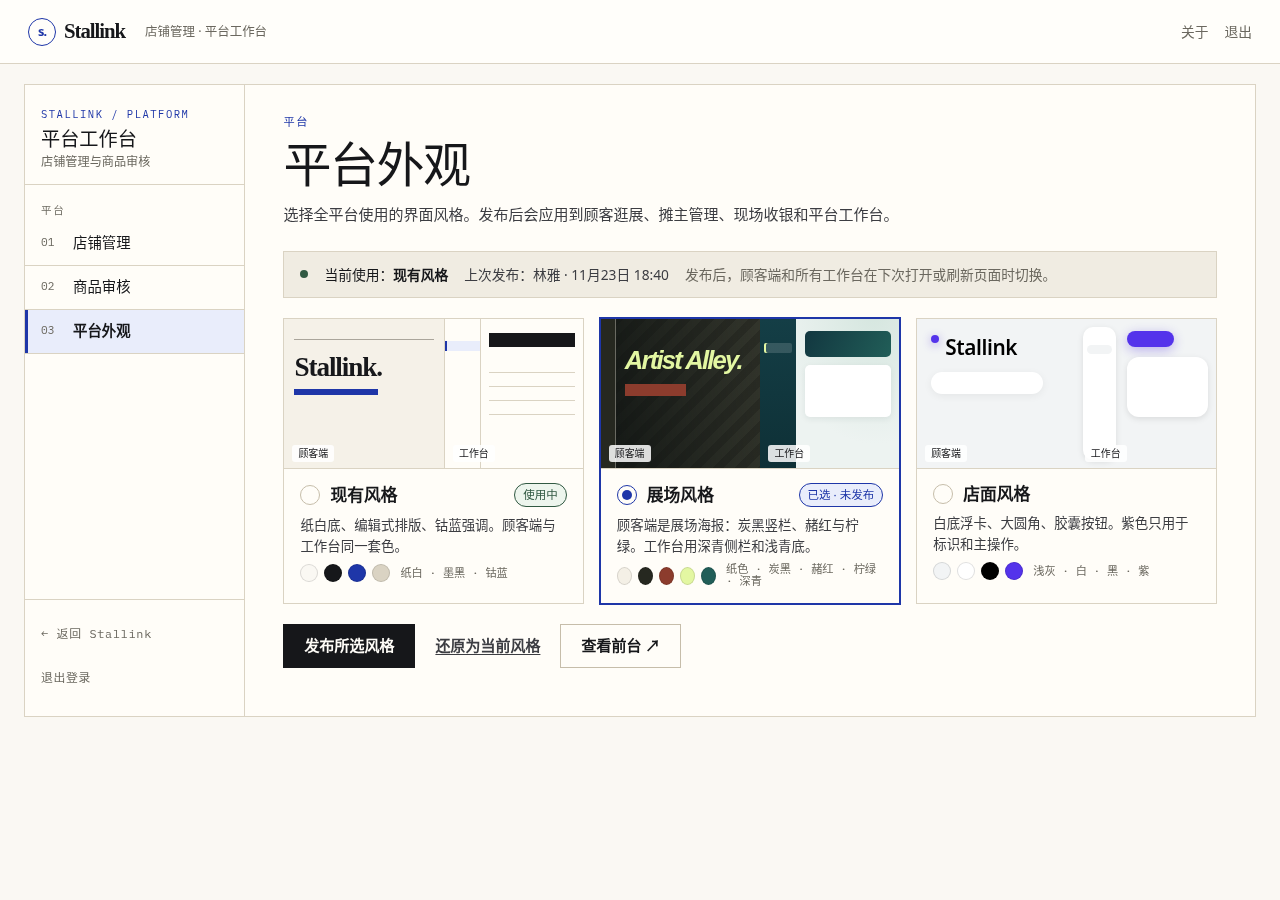 s. Stallink 店铺管理 · 平台工作台 关于 退出
STALLINK / PLATFORM
平台工作台
店铺管理与商品审核
平台
01 店铺管理
02 商品审核
03 平台外观
← 返回 Stallink
退出登录
平台
平台外观
选择全平台使用的界面风格。发布后会应用到顾客逛展、摊主管理、现场收银和平台工作台。
当前使用：现有风格 上次发布：林雅 · 11月23日 18:40 发布后，顾客端和所有工作台在下次打开或刷新页面时切换。
Stallink.
顾客端 工作台
现有风格 使用中
纸白底、编辑式排版、钴蓝强调。顾客端与
工作台同一套色。
纸白 · 墨黑 · 钴蓝
Artist Alley.
顾客端 工作台
展场风格 已选 · 未发布
顾客端是展场海报：炭黑竖栏、赭红与柠
绿。工作台用深青侧栏和浅青底。
纸色 · 炭黑 · 赭红 · 柠绿
· 深青
Stallink
顾客端 工作台
店面风格
白底浮卡、大圆角、胶囊按钮。紫色只用于
标识和主操作。
浅灰 · 白 · 黑 · 紫
发布所选风格 还原为当前风格 查看前台 ↗